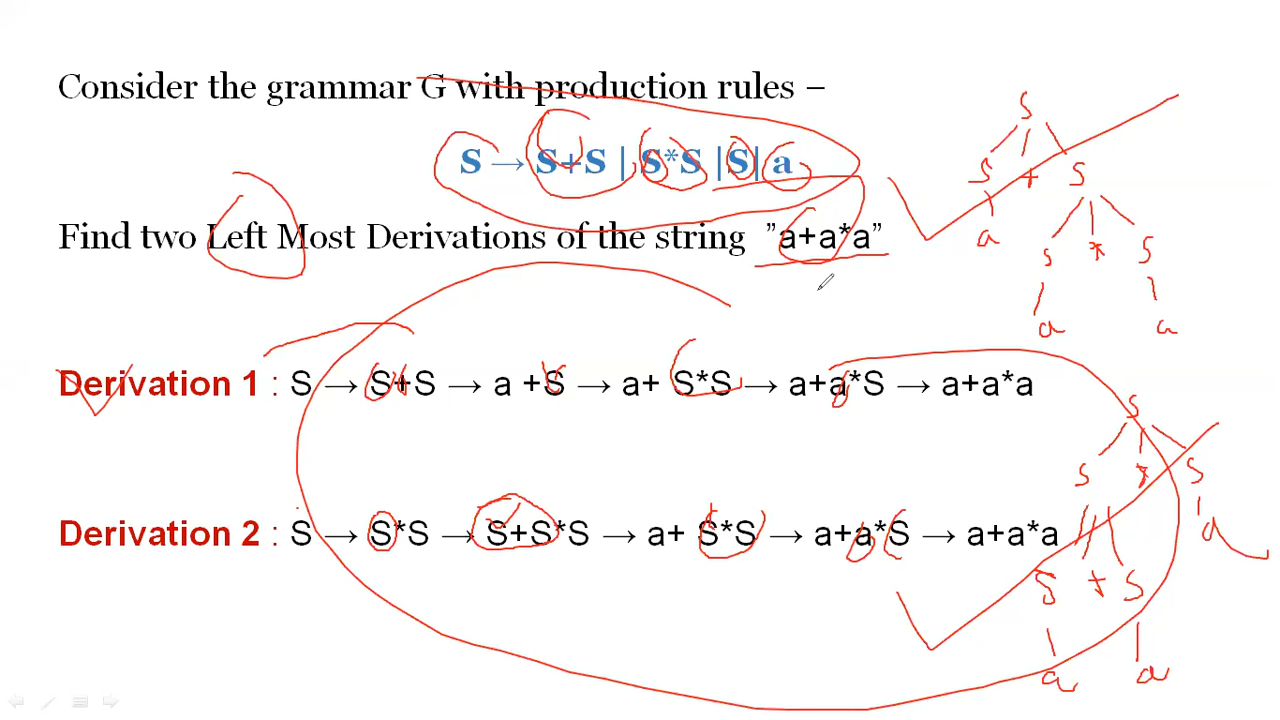 Consider the grammar G with production rules –
S → S+S | S*S |S| a
Find two Left Most Derivations of the string ”a+a*a”
Derivation 1 : S → S+S → a +S → a+ S*S → a+a*S → a+a*a
Derivation 2 : S → S*S → S+S*S → a+ S*S → a+a*S → a+a*a
S
S + S
a S * S
a a
S
S * S
a
S + S
a a